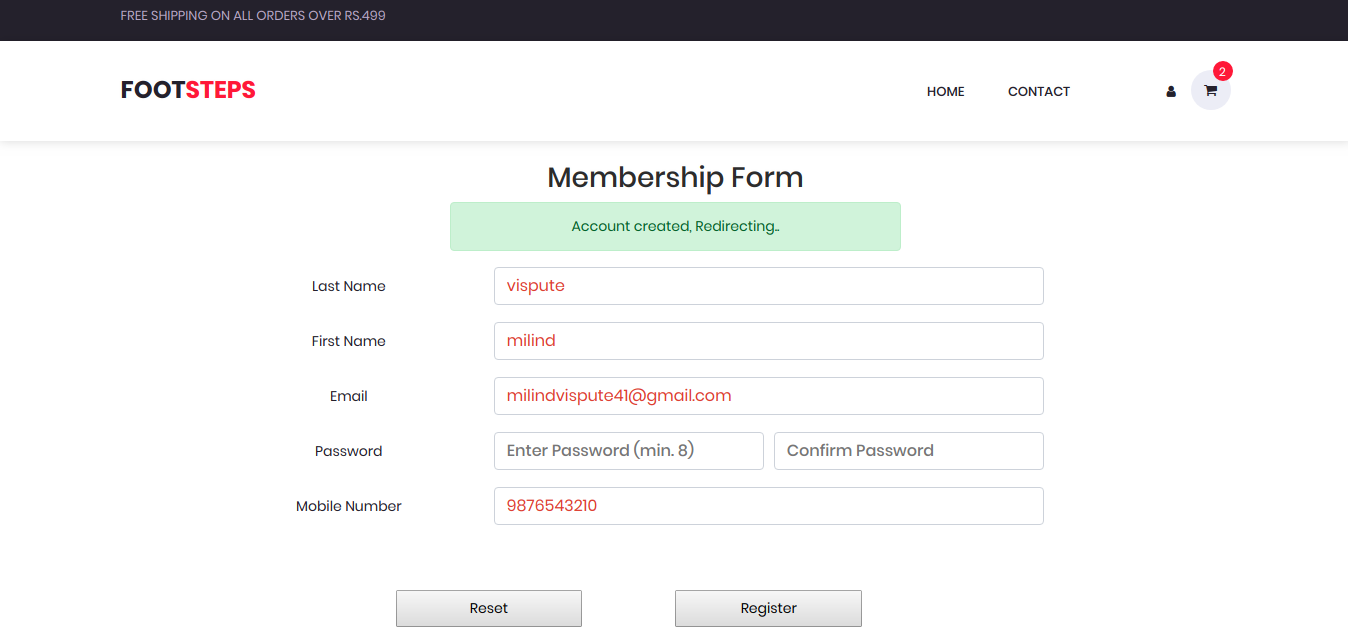 FREE SHIPPING ON ALL ORDERS OVER RS.499
FOOTSTEPS
HOME CONTACT 2
Membership Form
Account created, Redirecting..
Last Name vispute
First Name milind
Email milindvispute41@gmail.com
Password Enter Password (min. 8) Confirm Password
Mobile Number 9876543210
Reset Register